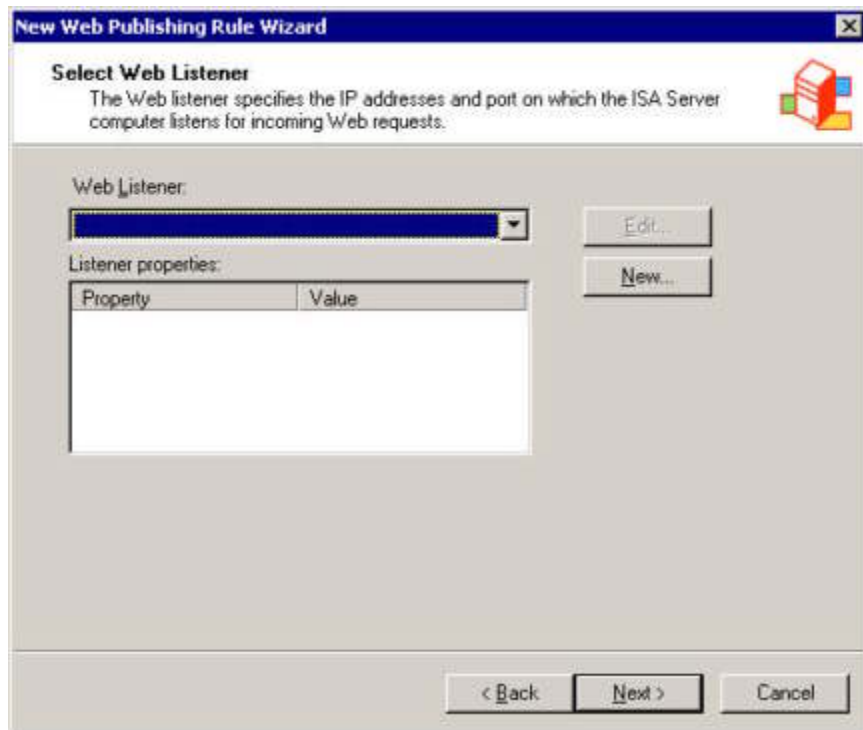 New Web Publishing Rule Wizard
Select Web Listener
The Web listener specifies the IP addresses and port on which the ISA Server
computer listens for incoming Web requests.
Web Listener:
Edit...
Listener properties:
New...
Property Value
< Back Next > Cancel